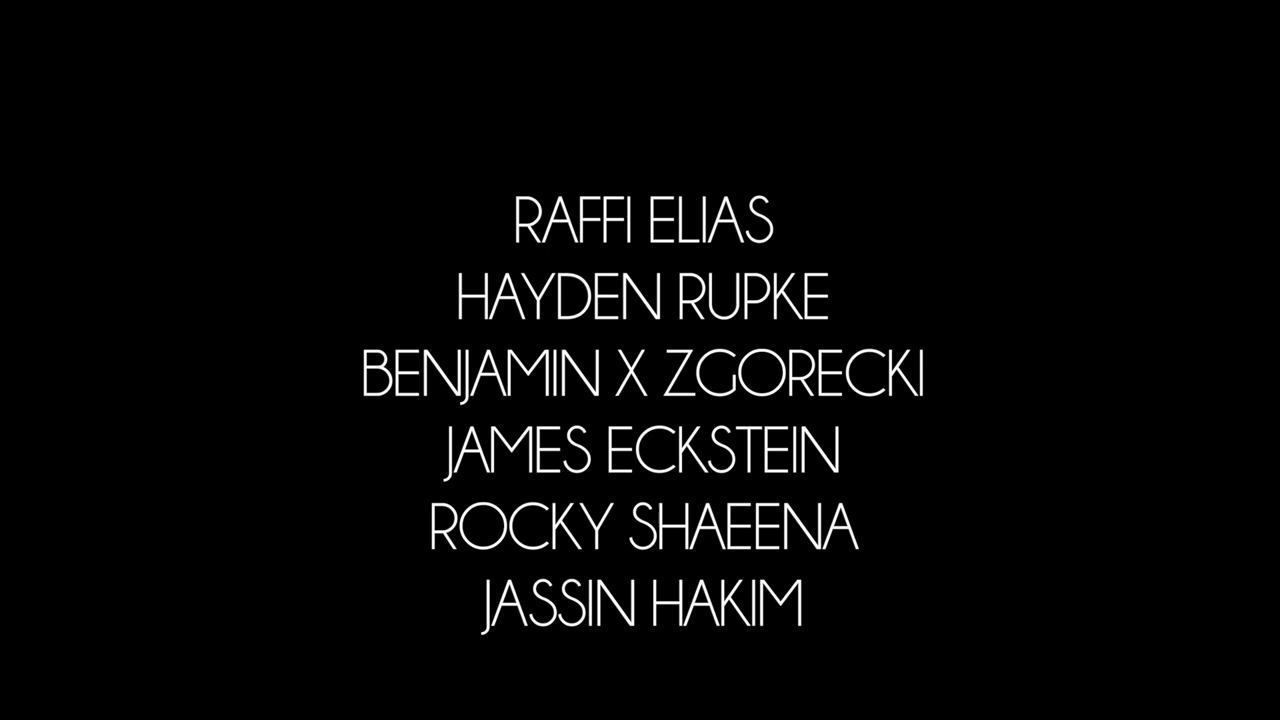 RAFFI ELIAS
HAYDEN RUPKE
BENJAMIN X ZGORECKI
JAMES ECKSTEIN
ROCKY SHAEENA
JASSIN HAKIM